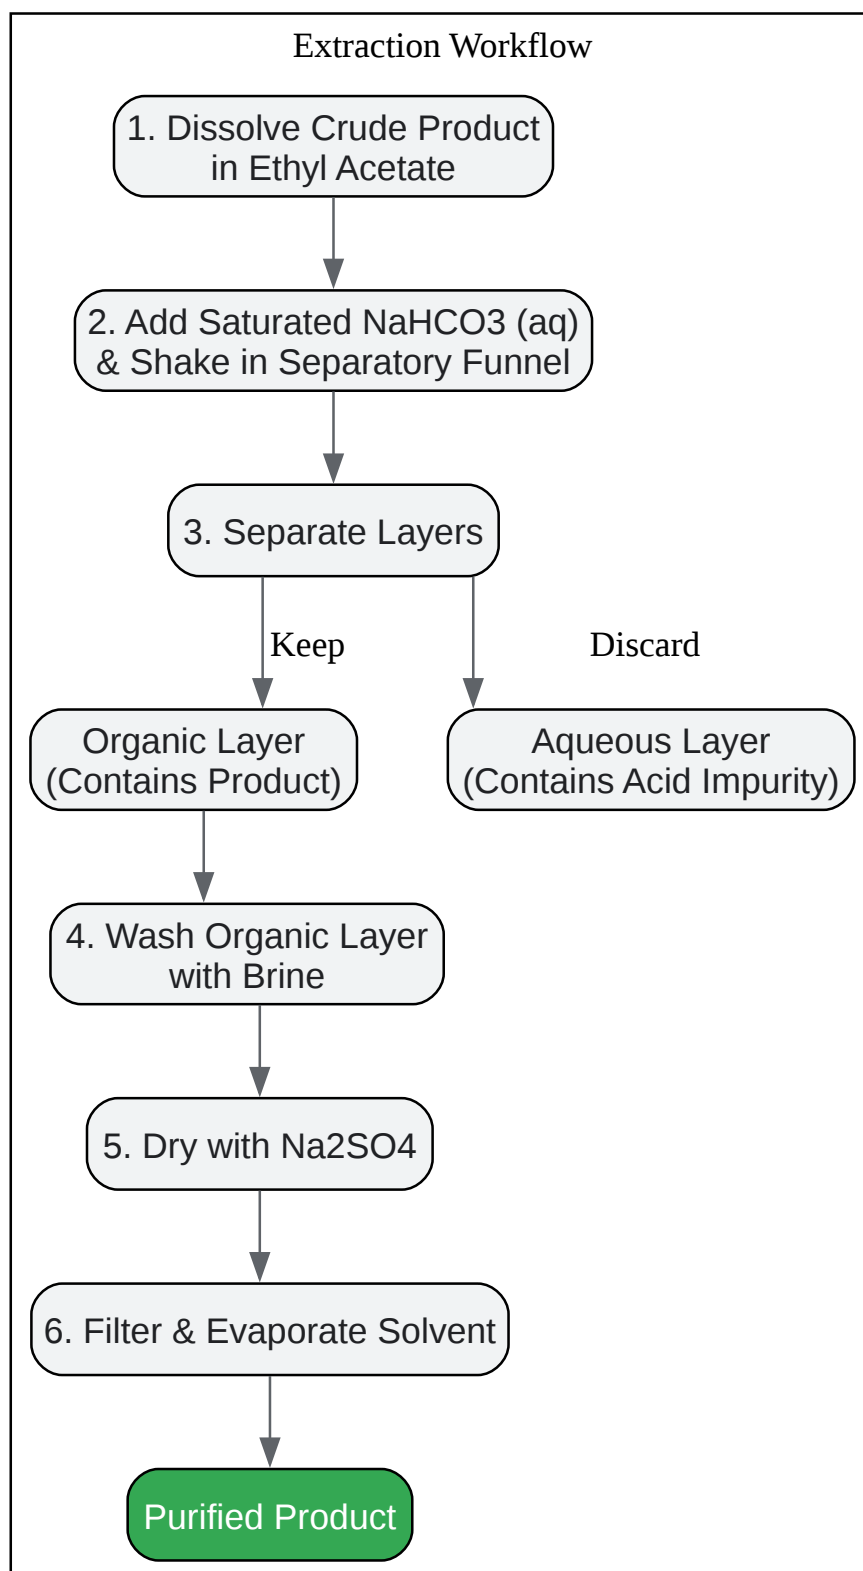 Extraction Workflow
1. Dissolve Crude Product
in Ethyl Acetate
2. Add Saturated NaHCO3 (aq)
& Shake in Separatory Funnel
3. Separate Layers
Keep
Discard
Organic Layer
(Contains Product)
Aqueous Layer
(Contains Acid Impurity)
4. Wash Organic Layer
with Brine
5. Dry with Na2SO4
6. Filter & Evaporate Solvent
Purified Product